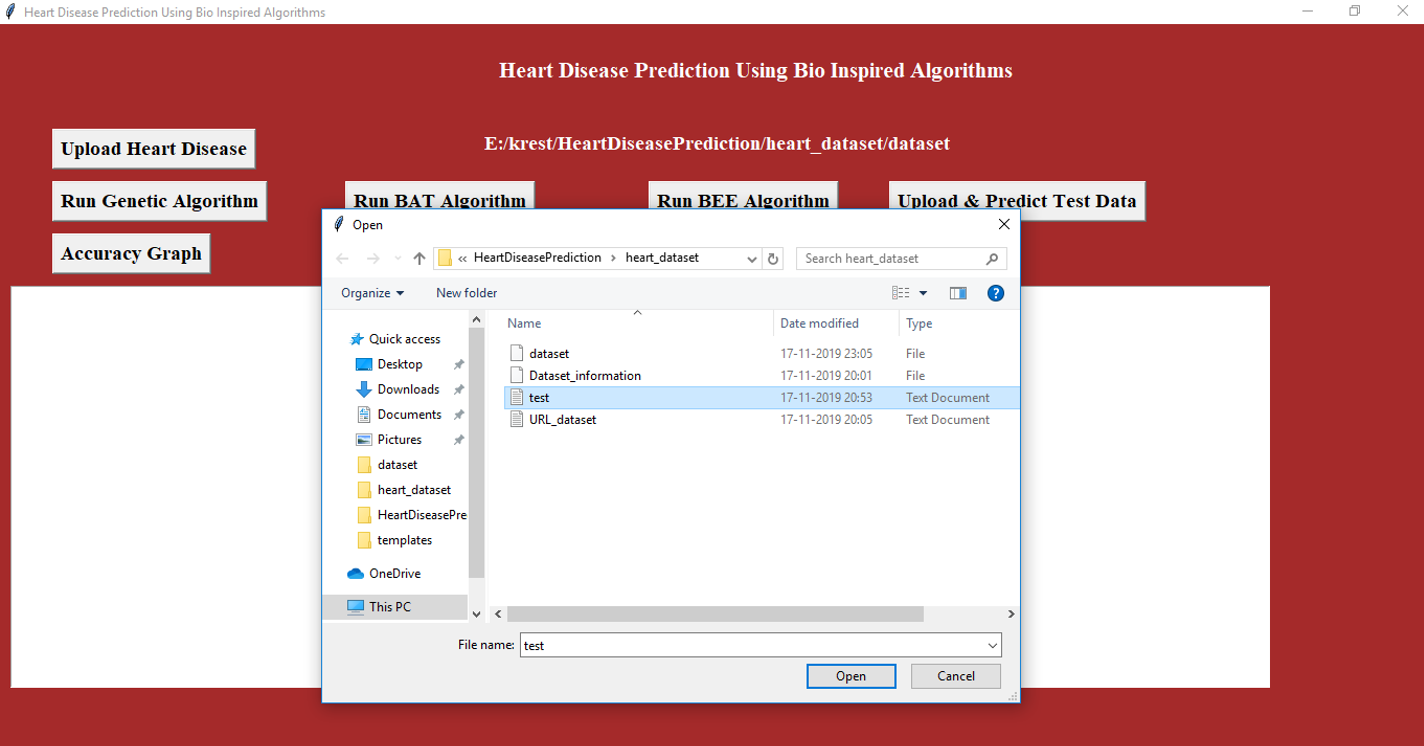 Heart Disease Prediction Using Bio Inspired Algorithms
Heart Disease Prediction Using Bio Inspired Algorithms
Upload Heart Disease
E:/krest/HeartDiseasePrediction/heart_dataset/dataset
Run Genetic Algorithm
Run BAT Algorithm
Run BEE Algorithm
Upload & Predict Test Data
Accuracy Graph
Open
« HeartDiseasePrediction › heart_dataset
Search heart_dataset
Organize
New folder
Quick access
Desktop
Downloads
Documents
Pictures
dataset
heart_dataset
HeartDiseasePre
templates
OneDrive
This PC
Name Date modified Type
dataset 17-11-2019 23:05 File
Dataset_information 17-11-2019 20:01 File
test 17-11-2019 20:53 Text Document
URL_dataset 17-11-2019 20:05 Text Document
File name: test
Open
Cancel